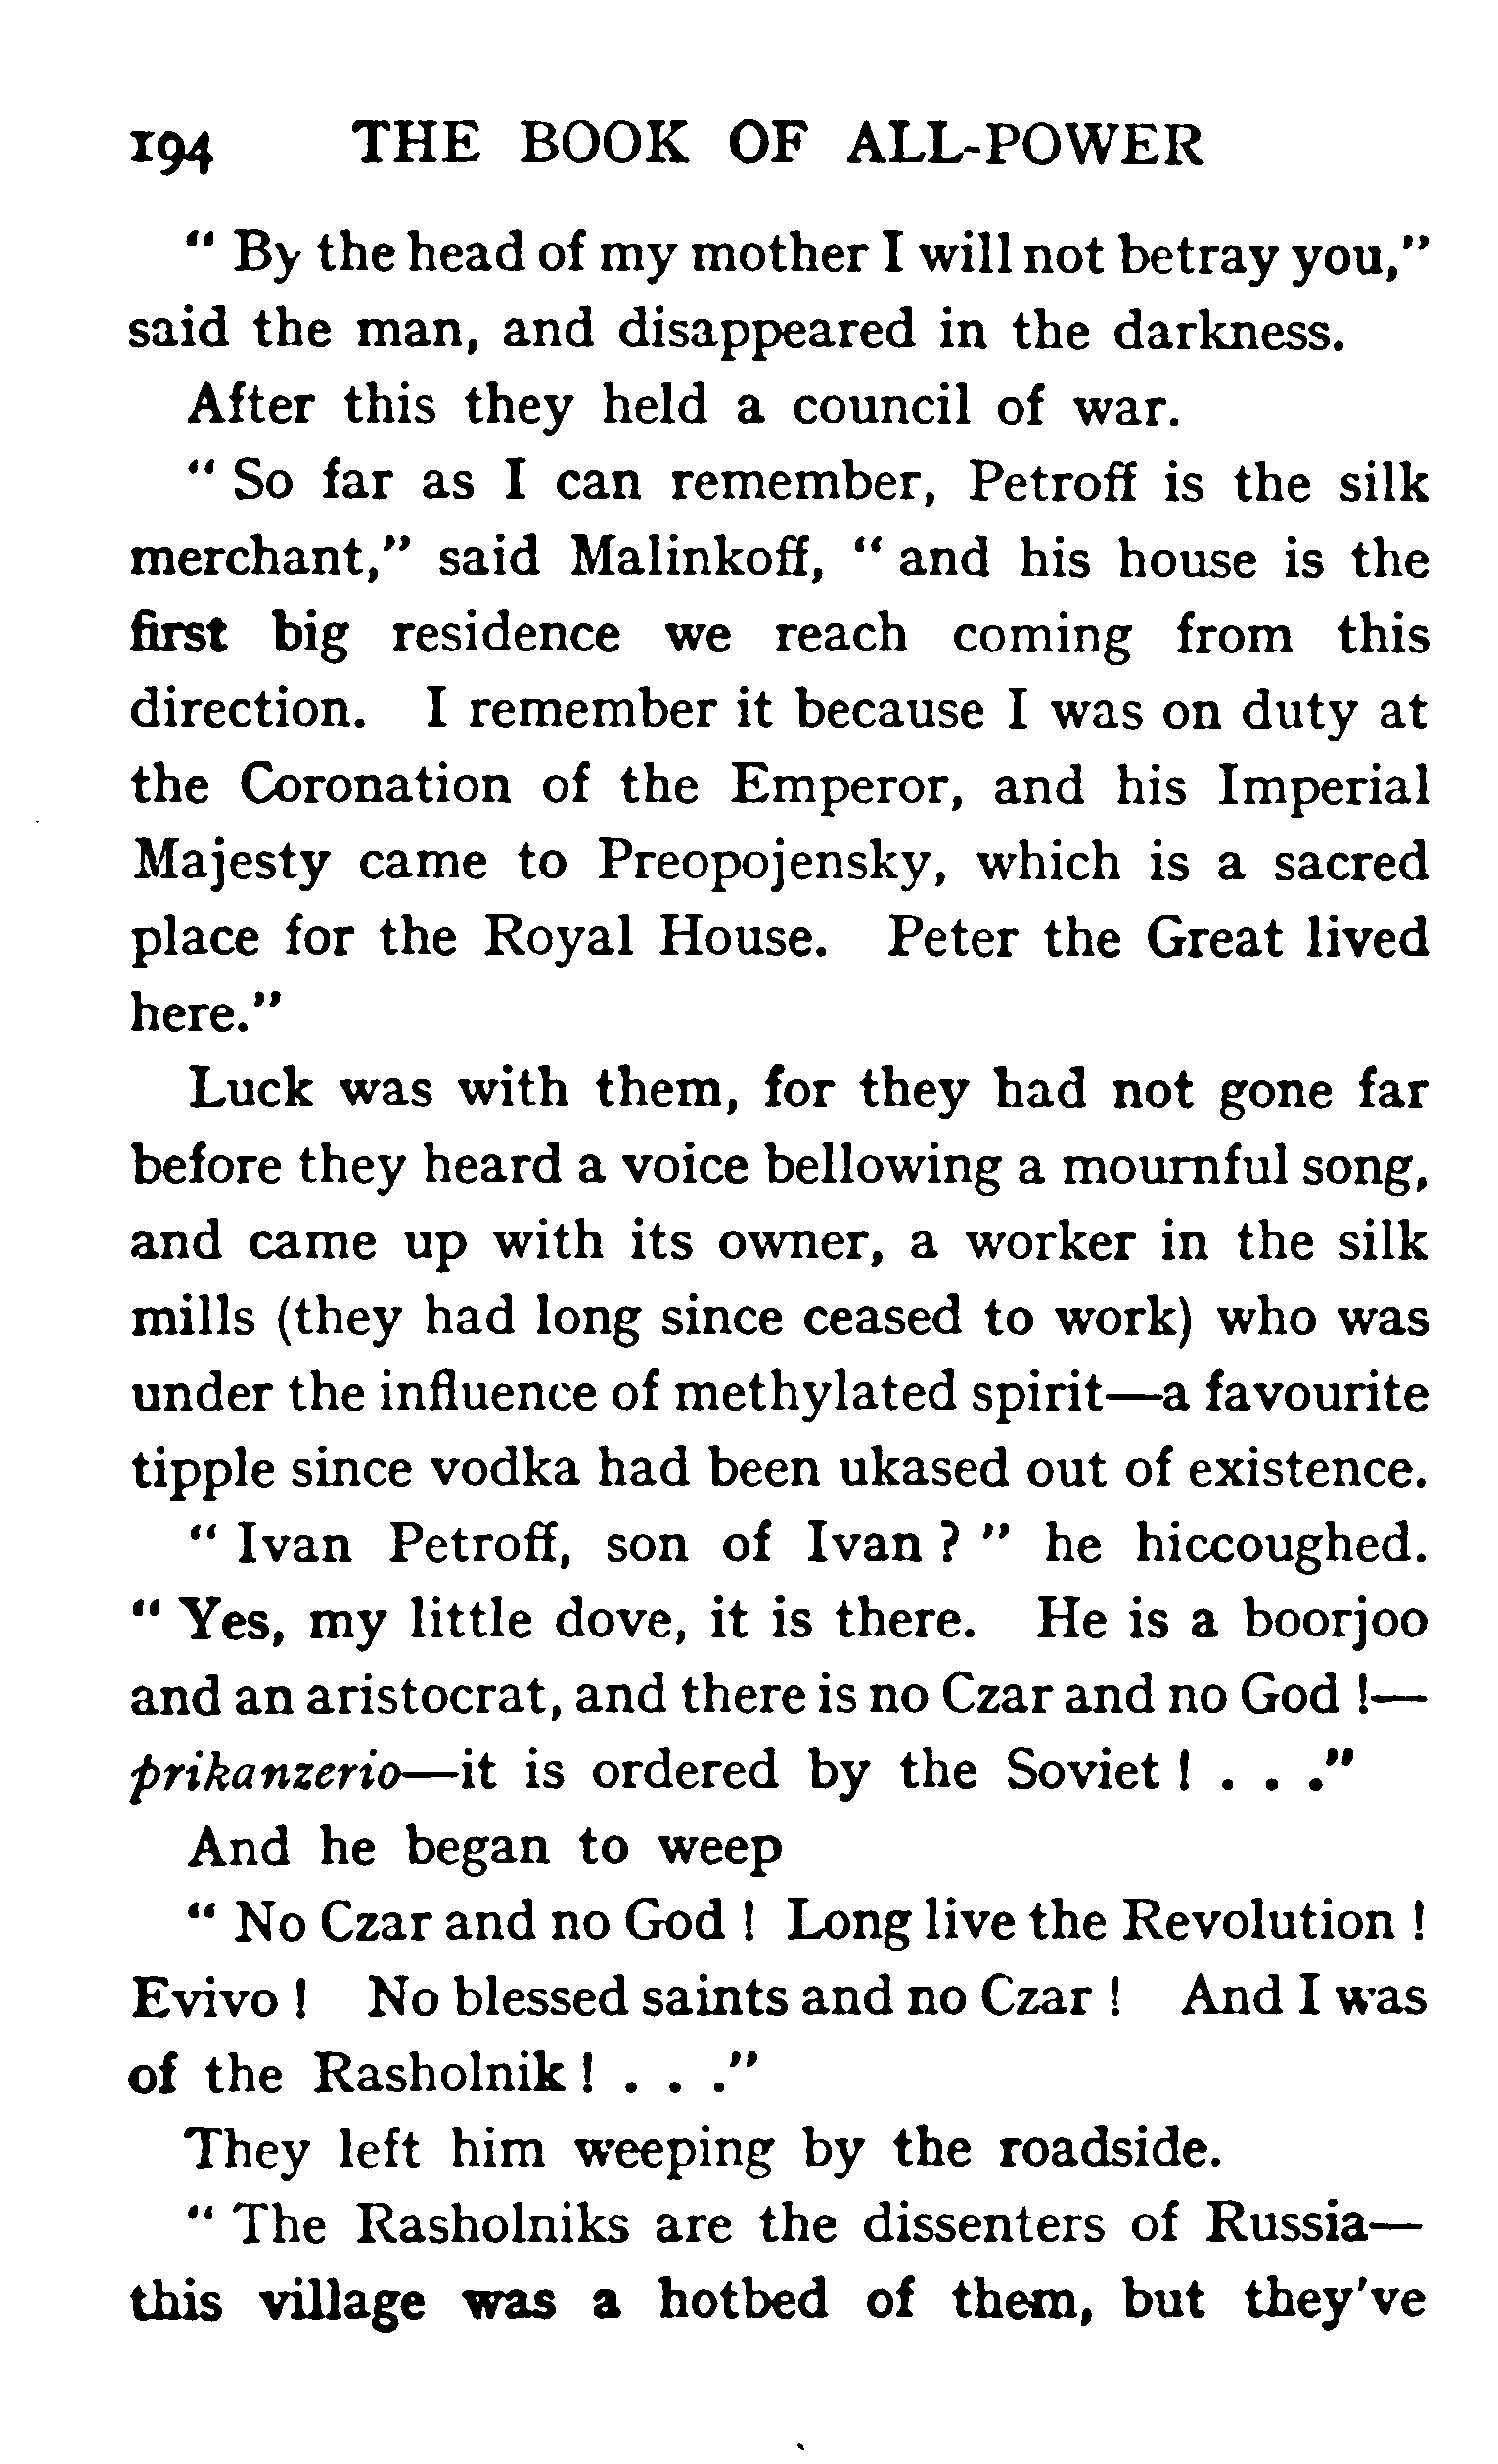 194 THE BOOK OF ALL-POWER
" By the head of my mother I will not betray you,"
said the man, and disappeared in the darkness.
After this they held a council of war.
" So far as I can remember, Petroff is the silk
merchant," said Malinkoff, " and his house is the
first big residence we reach coming from this
direction. I remember it because I was on duty at
the Coronation of the Emperor, and his Imperial
Majesty came to Preopojensky, which is a sacred
place for the Royal House. Peter the Great lived
here."
Luck was with them, for they had not gone far
before they heard a voice bellowing a mournful song,
and came up with its owner, a worker in the silk
mills (they had long since ceased to work) who was
under the influence of methylated spirit—a favourite
tipple since vodka had been ukased out of existence.
" Ivan Petroff, son of Ivan ? " he hiccoughed.
" Yes, my little dove, it is there. He is a boorjoo
and an aristocrat, and there is no Czar and no God !—
prikanzerio—it is ordered by the Soviet ! . . ."
And he began to weep
" No Czar and no God ! Long live the Revolution !
Evivo ! No blessed saints and no Czar ! And I was
of the Rasholnik ! . . ."
They left him weeping by the roadside.
" The Rasholniks are the dissenters of Russia—
this village was a hotbed of them, but they've